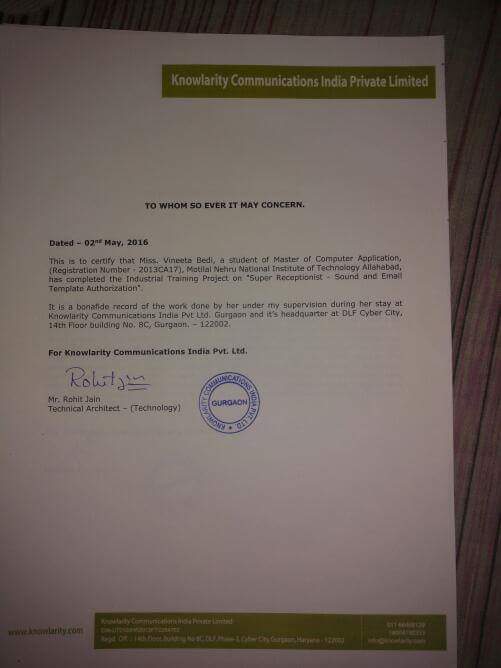 Knowlarity Communications India Private Limited
TO WHOM SO EVER IT MAY CONCERN.
Dated – 02nd May, 2016
This is to certify that Miss. Vineeta Bedi, a student of Master of Computer Application,
(Registration Number - 2013CA17), Motilal Nehru National Institute of Technology Allahabad,
has completed the Industrial Training Project on "Super Receptionist - Sound and Email
Template Authorization".
It is a bonafide record of the work done by her under my supervision during her stay at
Knowlarity Communications India Pvt Ltd. Gurgaon and it's headquarter at DLF Cyber City,
14th Floor building No. 8C, Gurgaon. – 122002.
For Knowlarity Communications India Pvt. Ltd.
Rohit Jain
Mr. Rohit Jain
Technical Architect – (Technology)
KNOWLARITY COMMUNICATIONS INDIA PVT. LTD.
GURGAON
www.knowlarity.com
Knowlarity Communications India Private Limited
Regd. Off. : 14th Floor, Building No 8C, DLF, Phase-, Cyber City, Gurgaon, Haryana - 122002
info@knowlarity.com